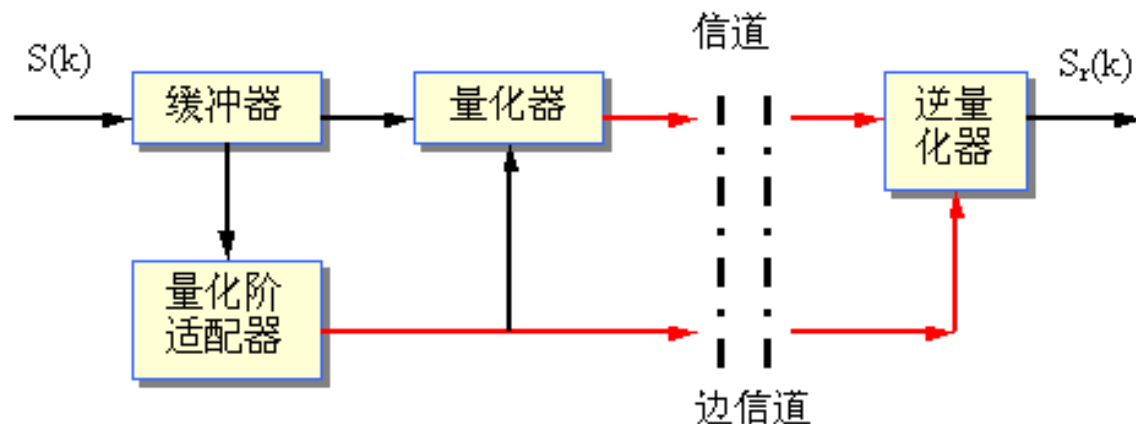 信道
S(k)
缓冲器
量化器
逆量
化器
Sr(k)
量化阶
适配器
边信道